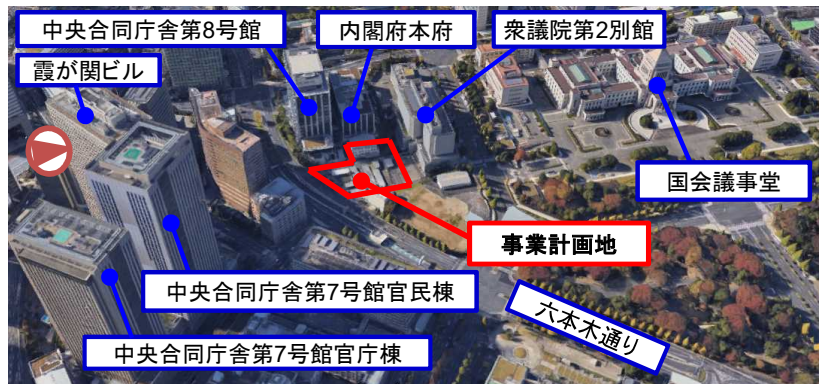 中央合同庁舎第8号館
内閣府本府
衆議院第2別館
霞が関ビル
国会議事堂
事業計画地
中央合同庁舎第7号館官民棟
六本木通り
中央合同庁舎第7号館官庁棟